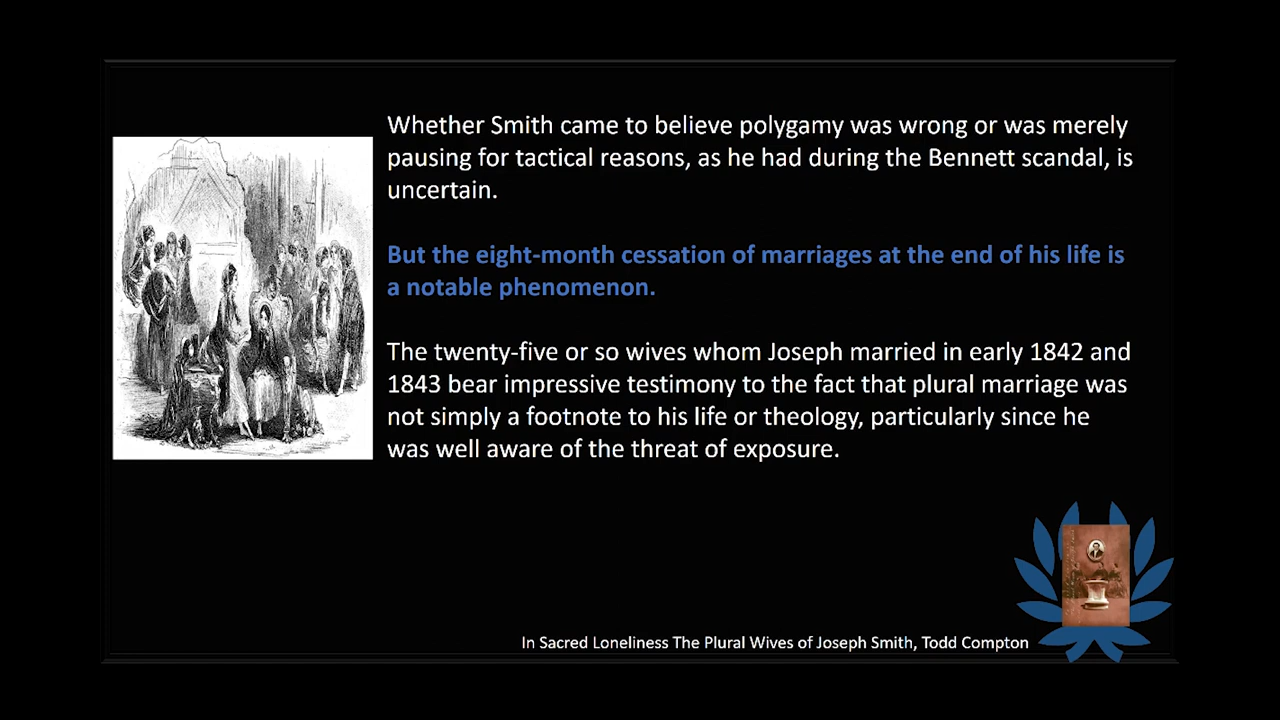 Whether Smith came to believe polygamy was wrong or was merely
pausing for tactical reasons, as he had during the Bennett scandal, is
uncertain.
But the eight-month cessation of marriages at the end of his life is
a notable phenomenon.
The twenty-five or so wives whom Joseph married in early 1842 and
1843 bear impressive testimony to the fact that plural marriage was
not simply a footnote to his life or theology, particularly since he
was well aware of the threat of exposure.
In Sacred Loneliness The Plural Wives of Joseph Smith, Todd Compton